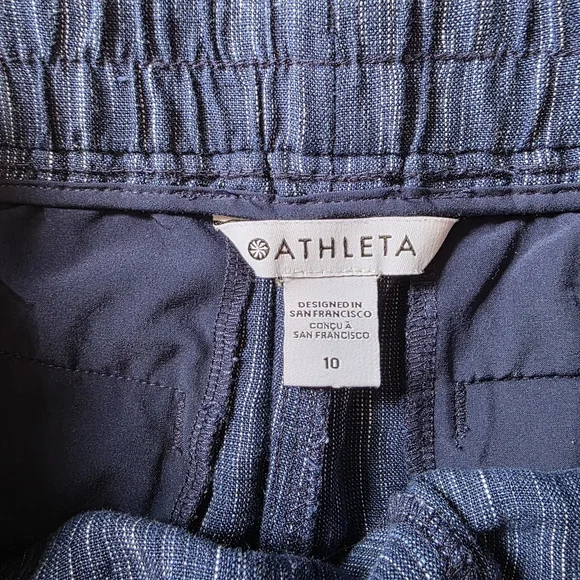 ATHLETA
DESIGNED IN
SAN FRANCISCO
CONÇU À
SAN FRANCISCO
10